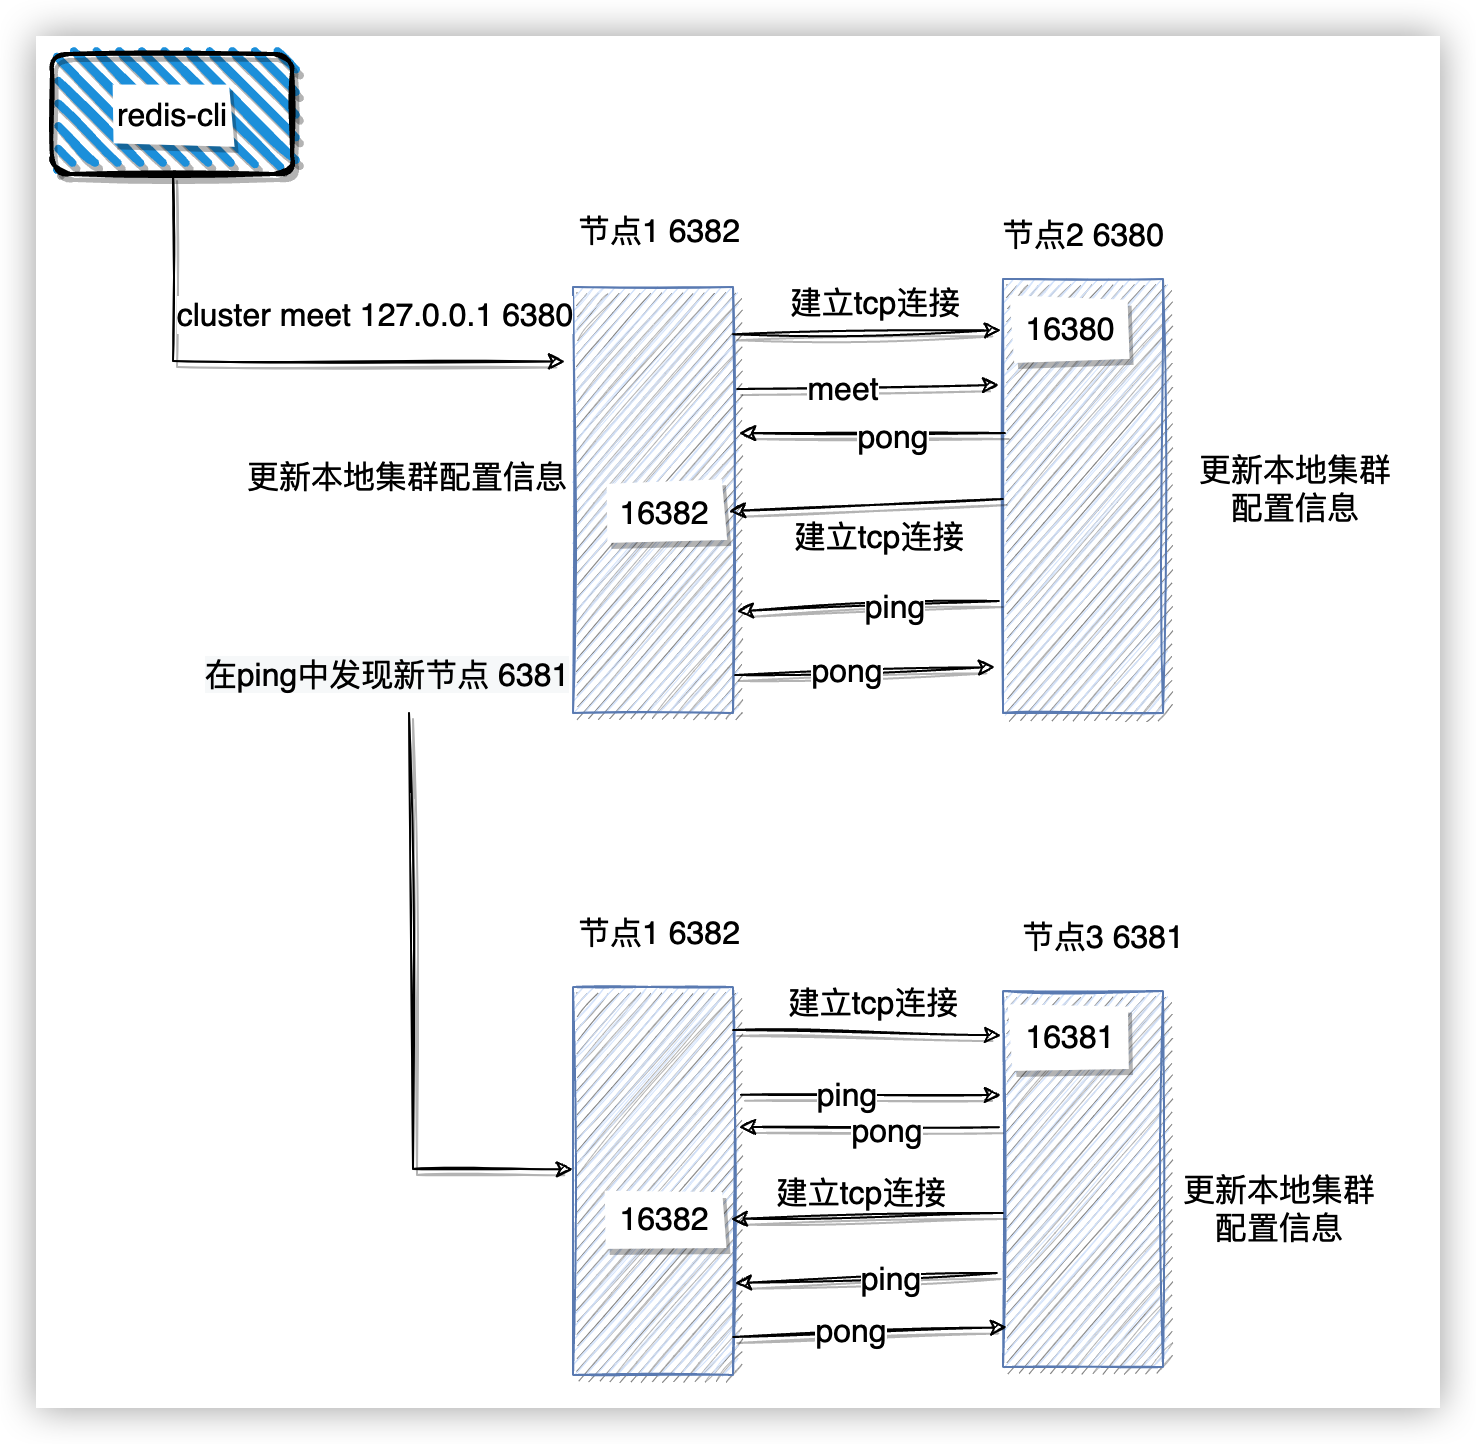 redis-cli
节点1 6382
节点2 6380
cluster meet 127.0.0.1 6380
建立tcp连接
16380
meet
pong
更新本地集群配置信息
更新本地集群
配置信息
16382
建立tcp连接
ping
在ping中发现新节点 6381
pong
节点1 6382
节点3 6381
建立tcp连接
16381
ping
pong
建立tcp连接
16382
更新本地集群
配置信息
ping
pong